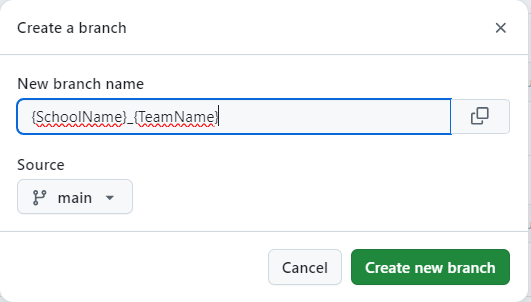 Create a branch
New branch name
{SchoolName}_{TeamName}
Source
main
Cancel
Create new branch